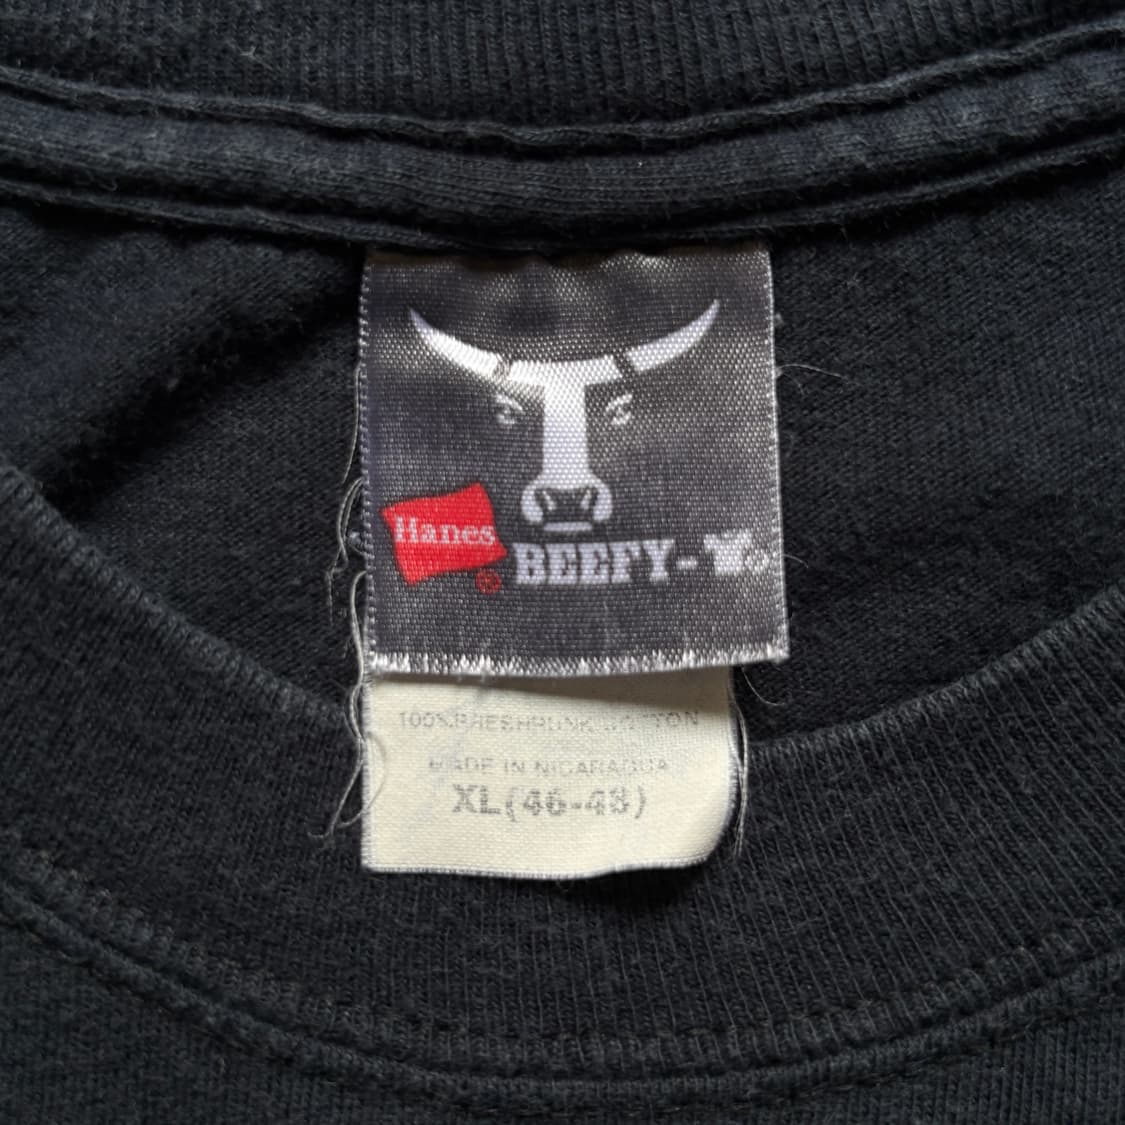 Hanes
®
BEEFY-T®
100% PRESHRUNK COTTON
MADE IN NICARAGUA
XL(46-48)